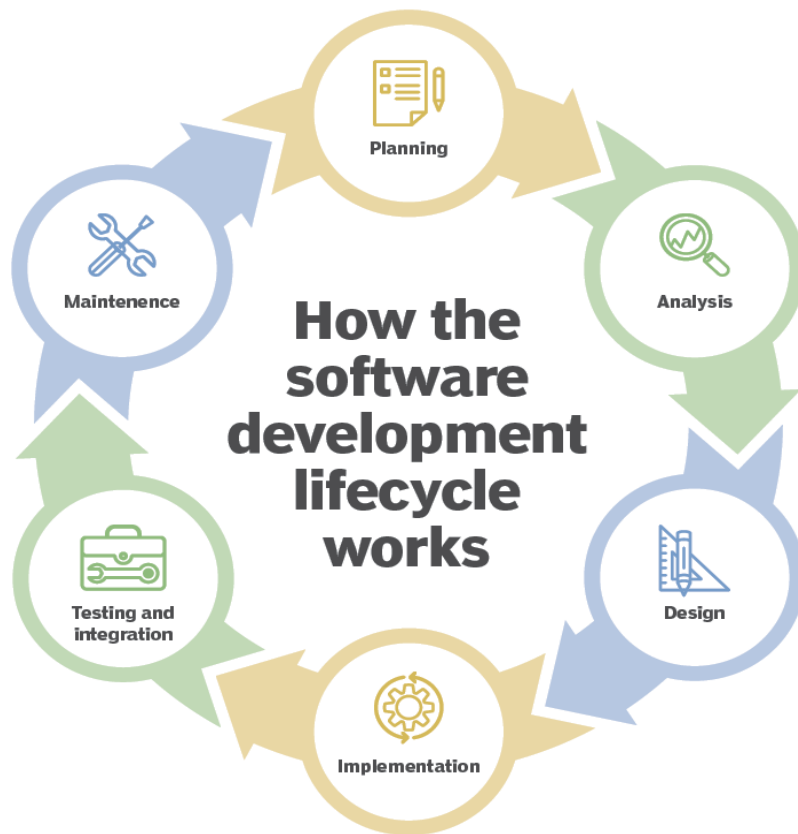 Planning
Analysis
Design
Implementation
Testing and
integration
Maintenence
How the
software
development
lifecycle
works